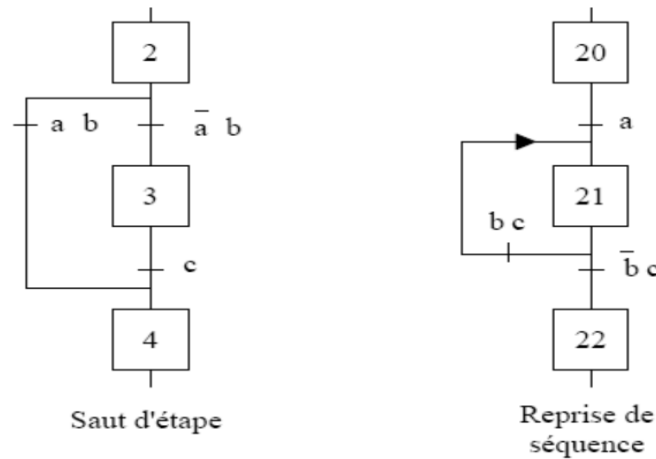 2
20
a b
a̅ b
a
3
21
b c
c
b̅ c
4
22
Saut d'étape
Reprise de
séquence